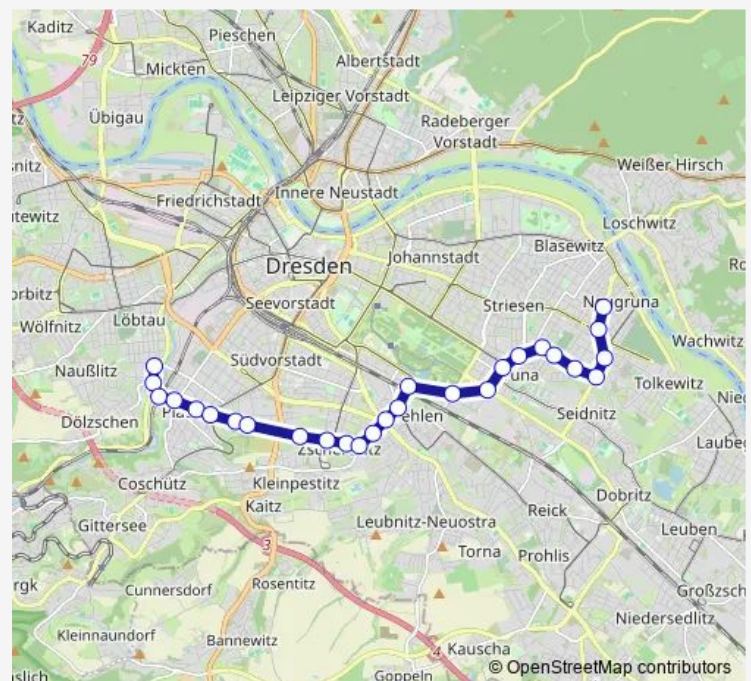 Kaditz
Pieschen
79
Mickten
Albertstadt
Leipziger Vorstadt
Übigau
Radeberger
Vorstadt
Weißer Hirsch
Friedrichstadt
Innere Neustadt
Loschwitz
Blasewitz
Johannstadt
Dresden
Seevorstadt
Striesen
Löbtau
Wölfnitz
Wachwitz
Südvorstadt
Naußlitz
Tolkewitz
Seidnitz
Dölzschen
Coschütz
Kleinpestitz
Kaitz
Dobritz
Reick
Gittersee
Leubnitz-Neuostra
Leuben
3
Torna
Prohlis
Cunnersdorf
Rosentitz
Niedersedlitz
Kleinnaundorf
Bannewitz
4
Kauscha
Goppeln
© OpenStreetMap contributors